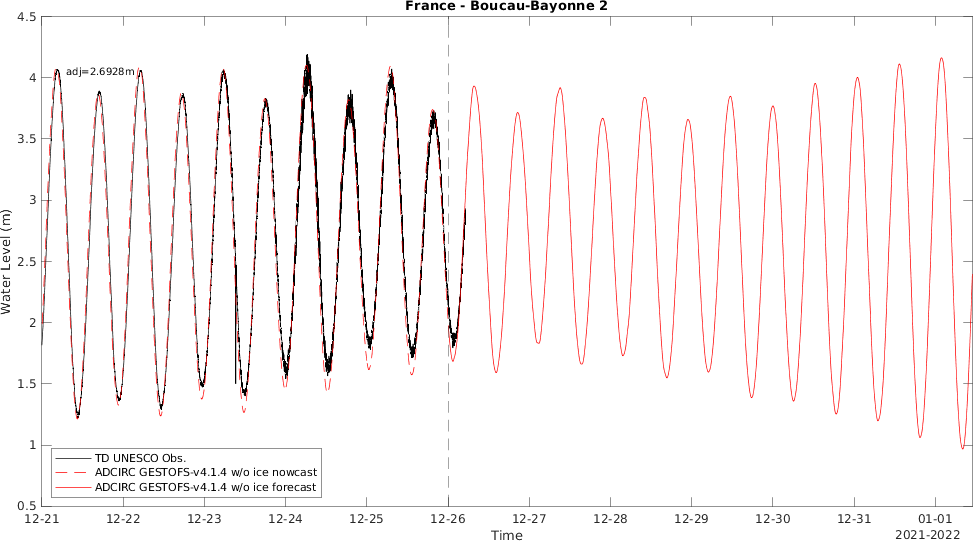 France - Boucau-Bayonne 2
4.5
4
3.5
3
2.5
2
1.5
1
0.5
Water Level (m)
adj=2.6928m
TD UNESCO Obs.
ADCIRC GESTOFS-v4.1.4 w/o ice nowcast
ADCIRC GESTOFS-v4.1.4 w/o ice forecast
12-21 12-22 12-23 12-24 12-25 12-26 12-27 12-28 12-29 12-30 12-31 01-01
Time
2021-2022